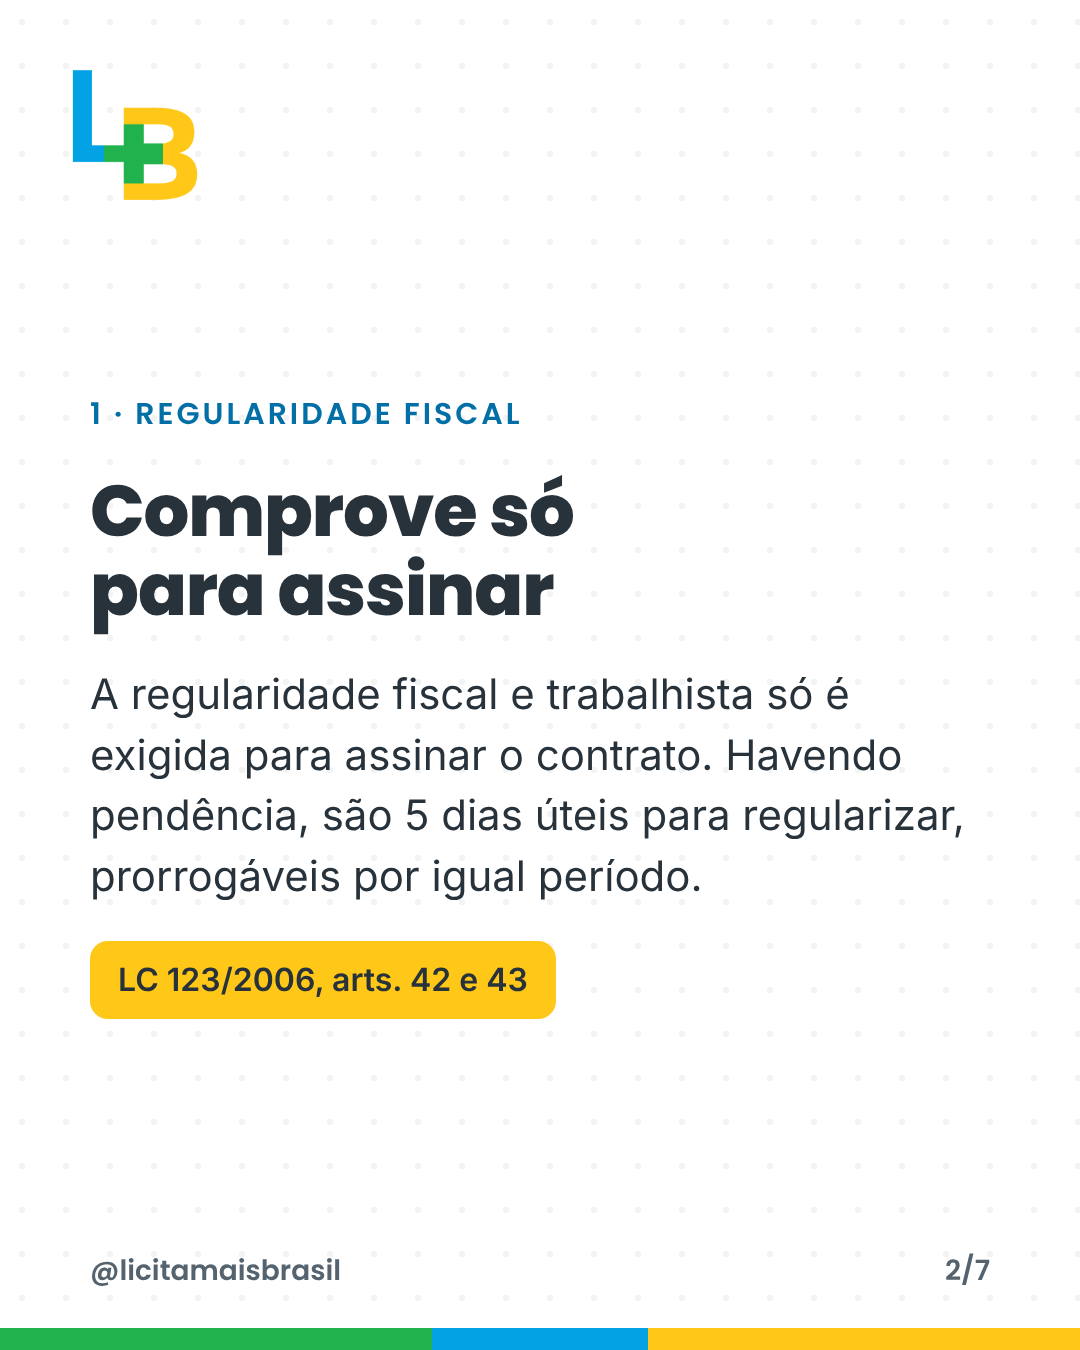 L+B
1 · REGULARIDADE FISCAL
Comprove só
para assinar
A regularidade fiscal e trabalhista só é
exigida para assinar o contrato. Havendo
pendência, são 5 dias úteis para regularizar,
prorrogáveis por igual período.
LC 123/2006, arts. 42 e 43
@licitamaisbrasil
2/7